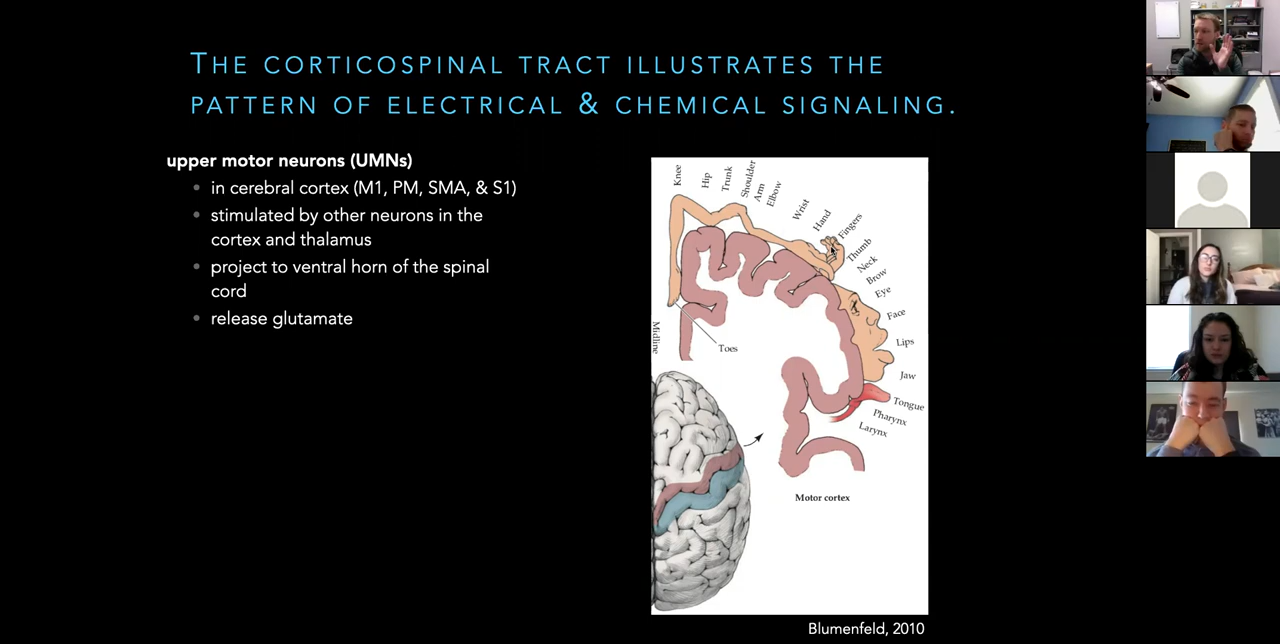 THE CORTICOSPINAL TRACT ILLUSTRATES THE
PATTERN OF ELECTRICAL & CHEMICAL SIGNALING.
upper motor neurons (UMNs)
in cerebral cortex (M1, PM, SMA, & S1)
stimulated by other neurons in the
cortex and thalamus
project to ventral horn of the spinal
cord
release glutamate
Knee
Hip
Trunk
Shoulder
Arm
Elbow
Wrist
Hand
Fingers
Thumb
Neck
Brow
Eye
Face
Lips
Jaw
Tongue
Pharynx
Larynx
Toes
Midline
Motor cortex
Blumenfeld, 2010